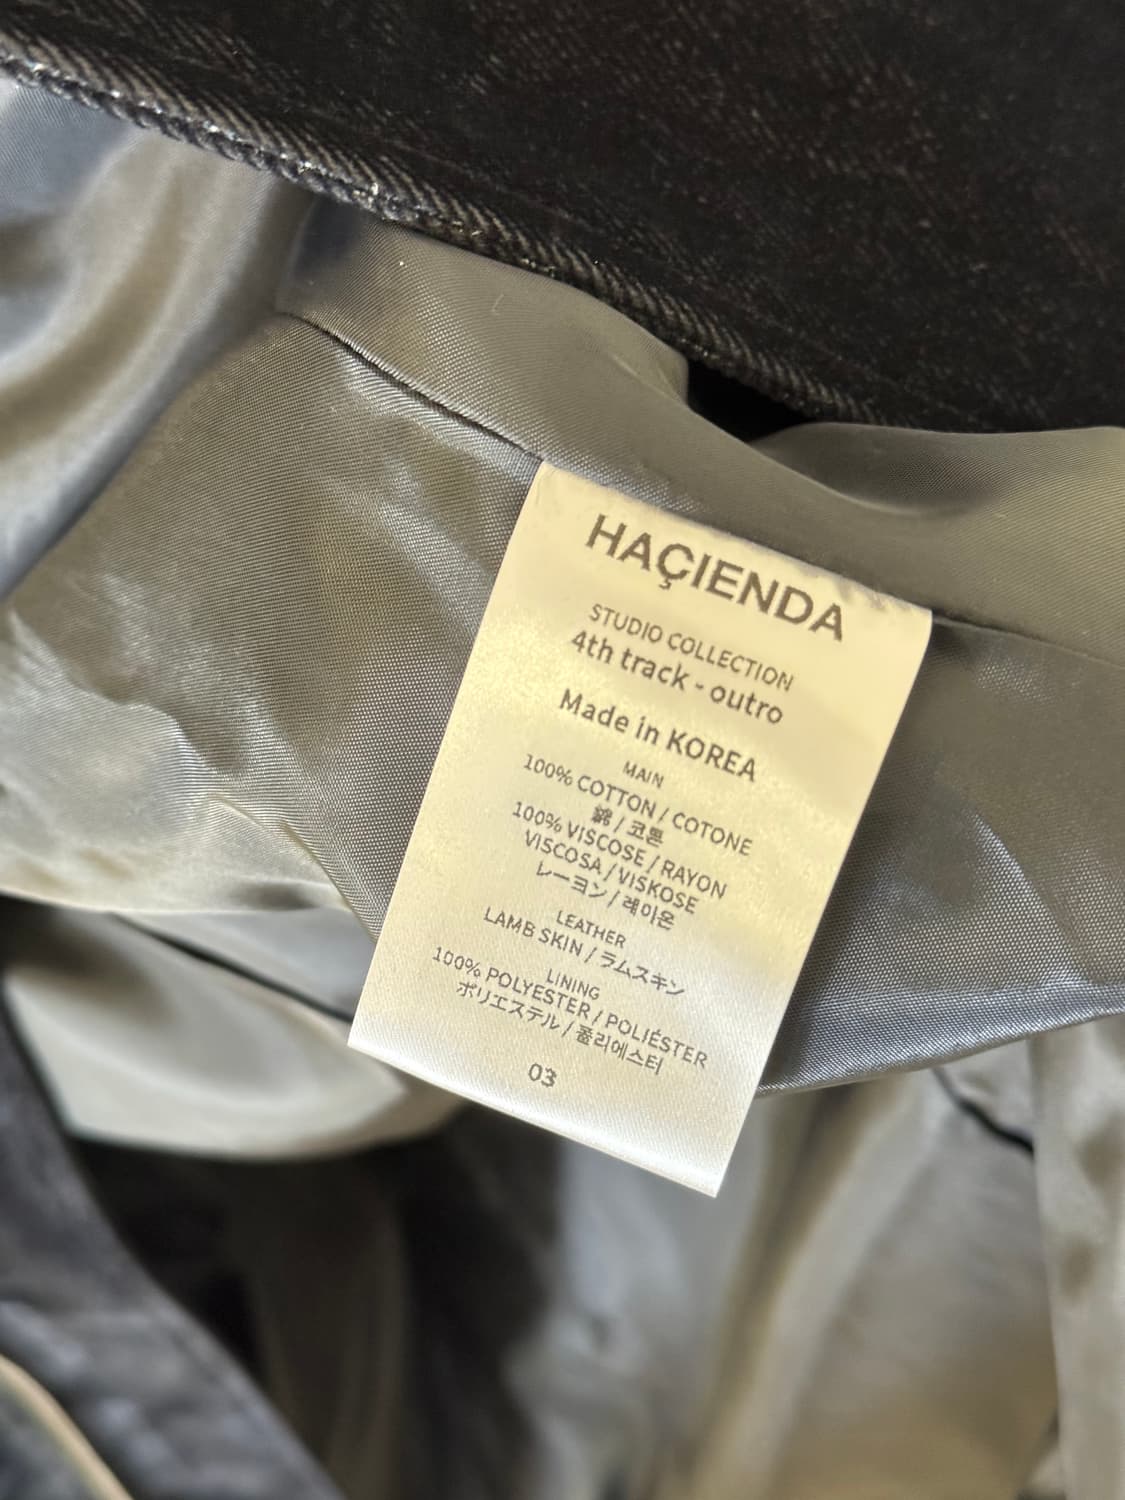 HAÇIENDA
STUDIO COLLECTION
4th track - outro
Made in KOREA
MAIN
100% COTTON / COTONE
錦 / 코튼
100% VISCOSE / RAYON
VISCOSA / VISKOSE
レーヨン / 레이온
LEATHER
LAMB SKIN / ラムスキン
LINING
100% POLYESTER / POLIÉSTER
ポリエステル / 폴리에스터
03